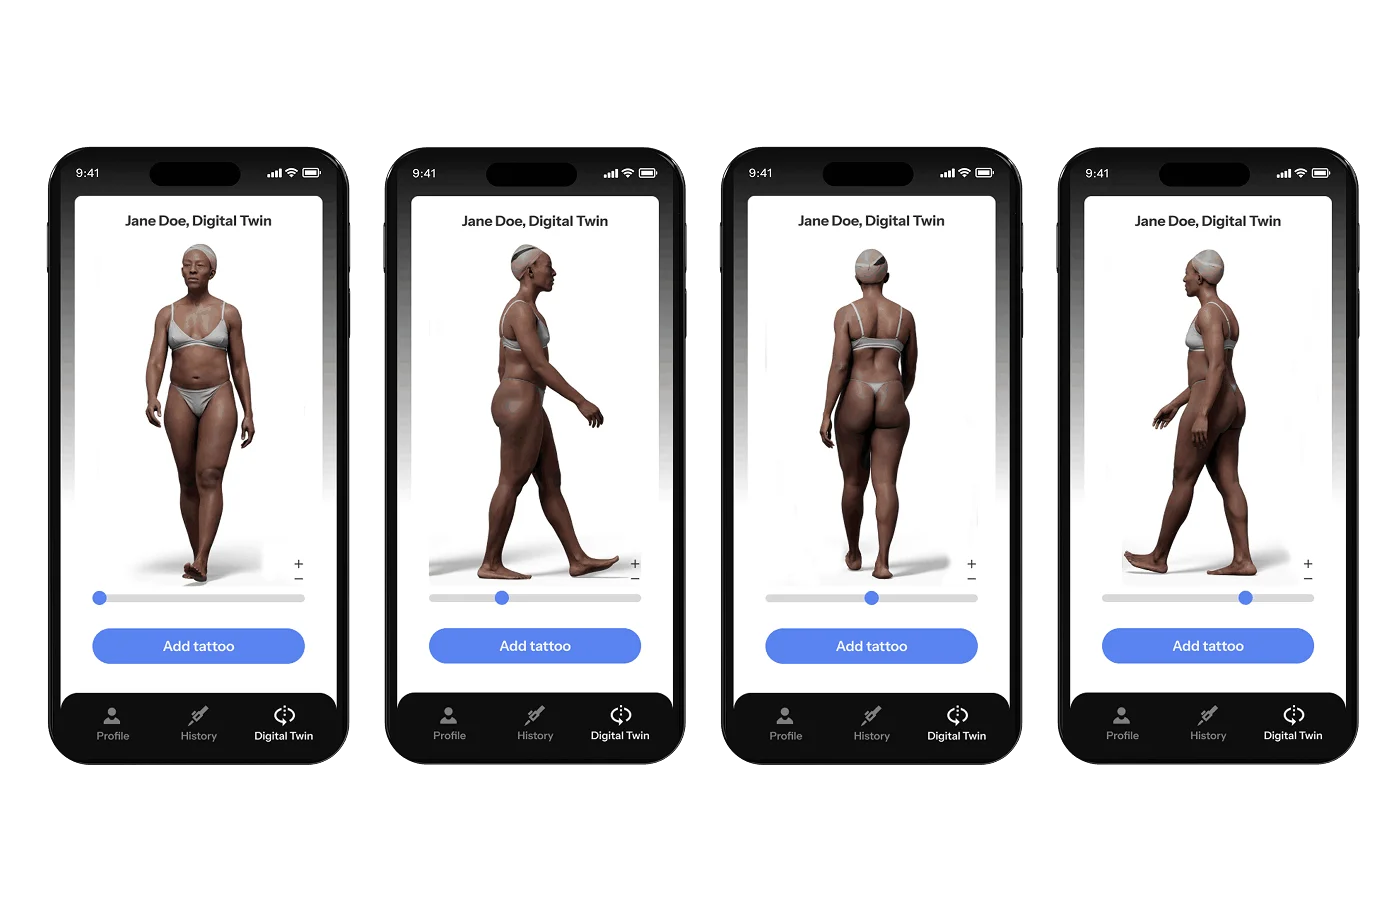 9:41
Jane Doe, Digital Twin
+
−
Add tattoo
Profile History Digital Twin
9:41
Jane Doe, Digital Twin
+
−
Add tattoo
Profile History Digital Twin
9:41
Jane Doe, Digital Twin
+
−
Add tattoo
Profile History Digital Twin
9:41
Jane Doe, Digital Twin
+
−
Add tattoo
Profile History Digital Twin